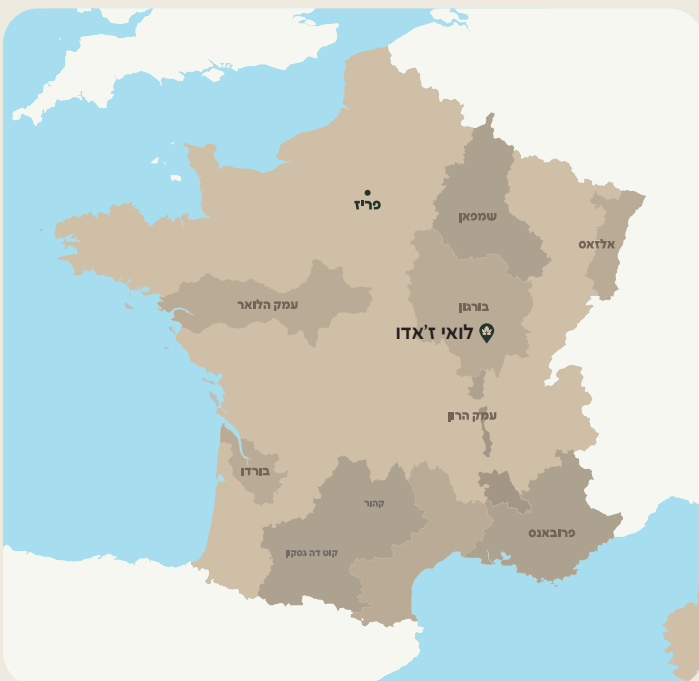 פריז
שמפאן
אלזאס
עמק הלואר
בורגון
לואי ז'אדו
עמק הרון
בורדו
קהור
פרובאנס
קוט דה גסקון